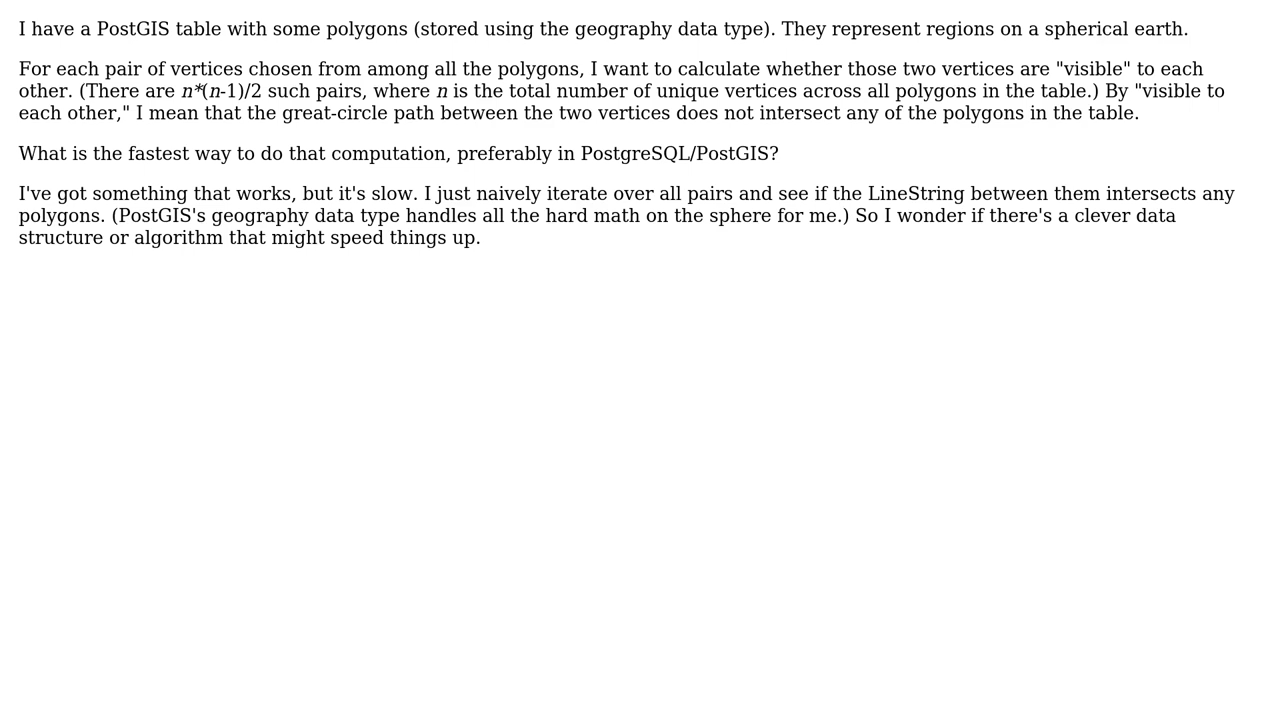 I have a PostGIS table with some polygons (stored using the geography data type). They represent regions on a spherical earth.
For each pair of vertices chosen from among all the polygons, I want to calculate whether those two vertices are "visible" to each
other. (There are n*(n-1)/2 such pairs, where n is the total number of unique vertices across all polygons in the table.) By "visible to
each other," I mean that the great-circle path between the two vertices does not intersect any of the polygons in the table.
What is the fastest way to do that computation, preferably in PostgreSQL/PostGIS?
I've got something that works, but it's slow. I just naively iterate over all pairs and see if the LineString between them intersects any
polygons. (PostGIS's geography data type handles all the hard math on the sphere for me.) So I wonder if there's a clever data
structure or algorithm that might speed things up.